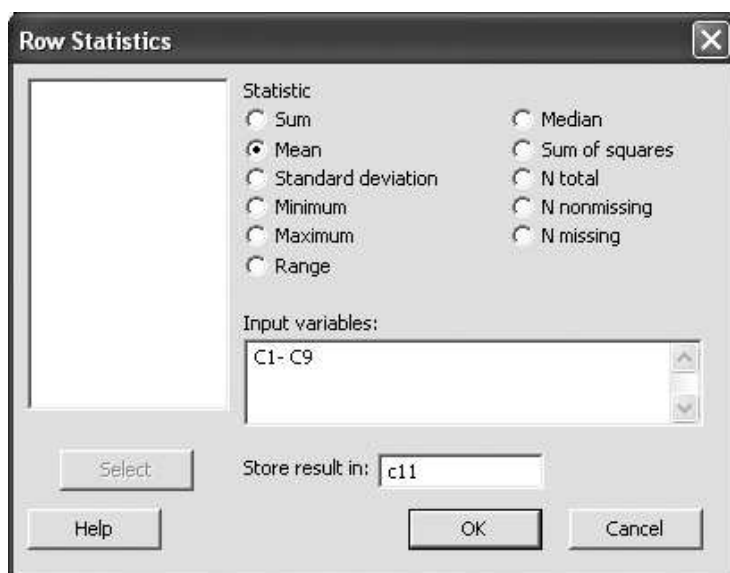 Row Statistics
Statistic
Sum
Median
Mean
Sum of squares
Standard deviation
N total
Minimum
N nonmissing
Maximum
N missing
Range
Input variables:
C1- C9
Select
Store result in:
c11
Help
OK
Cancel